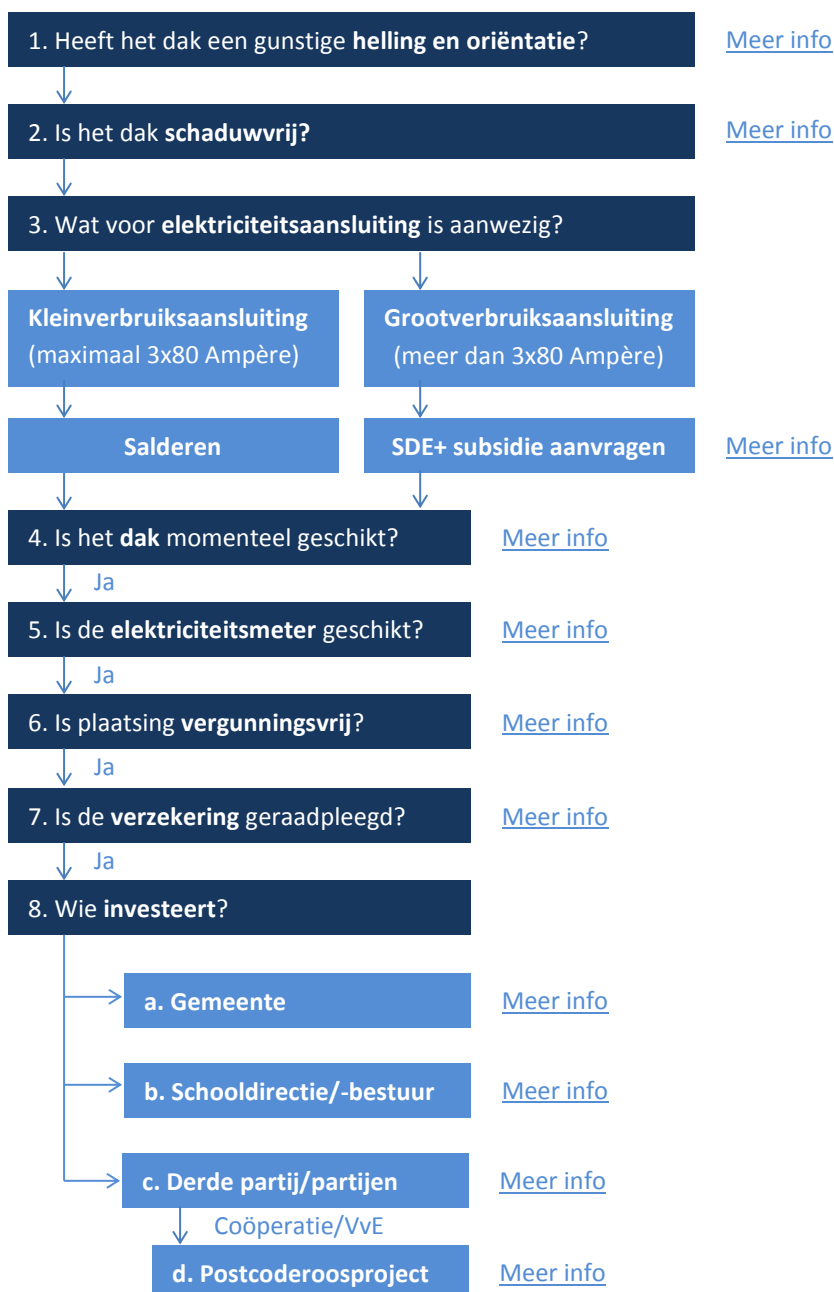 1. Heeft het dak een gunstige helling en oriëntatie? Meer info
2. Is het dak schaduwvrij? Meer info
3. Wat voor elektriciteitsaansluiting is aanwezig?
Kleinverbruiksaansluiting
(maximaal 3x80 Ampère)
Grootverbruiksaansluiting
(meer dan 3x80 Ampère)
Salderen
SDE+ subsidie aanvragen Meer info
4. Is het dak momenteel geschikt? Meer info
Ja
5. Is de elektriciteitsmeter geschikt? Meer info
Ja
6. Is plaatsing vergunningsvrij? Meer info
Ja
7. Is de verzekering geraadpleegd? Meer info
Ja
8. Wie investeert?
a. Gemeente Meer info
b. Schooldirectie/-bestuur Meer info
c. Derde partij/partijen Meer info
Coöperatie/VvE
d. Postcoderoosproject Meer info